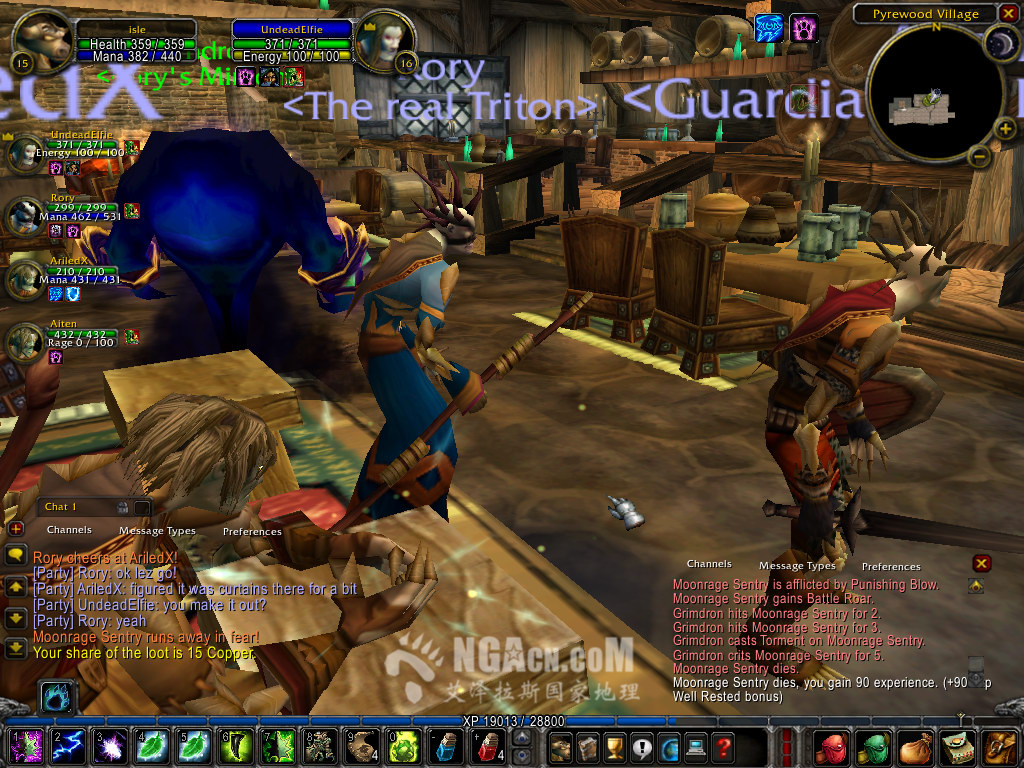 isle
Health 359 / 359
Mana 382 / 440
15
UndeadElfie
371 / 371
Energy 100 / 100
16
Pyrewood Village
N
Rory
<The real Triton>
UndeadElfie
371 / 371
Energy 100 / 100
Rory
299 / 299
Mana 462 / 531
AriledX
210 / 210
Mana 431 / 431
Aiten
432 / 432
Rage 0 / 100
Chat 1
Channels Message Types Preferences
Rory cheers at AriledX!
[Party] Rory: ok lez go!
[Party] AriledX: figured it was curtains there for a bit
[Party] UndeadElfie: you make it out?
[Party] Rory: yeah
Moonrage Sentry runs away in fear!
Your share of the loot is 15 Copper.
Channels Message Types Preferences
Moonrage Sentry is afflicted by Punishing Blow.
Moonrage Sentry gains Battle Roar.
Grimdron hits Moonrage Sentry for 2.
Grimdron hits Moonrage Sentry for 3.
Grimdron casts Torment on Moonrage Sentry.
Grimdron crits Moonrage Sentry for 5.
Moonrage Sentry dies.
Moonrage Sentry dies, you gain 90 experience. (+90
Well Rested bonus)
NGACN.COM
艾泽拉斯国家地理
XP 19013 / 28800